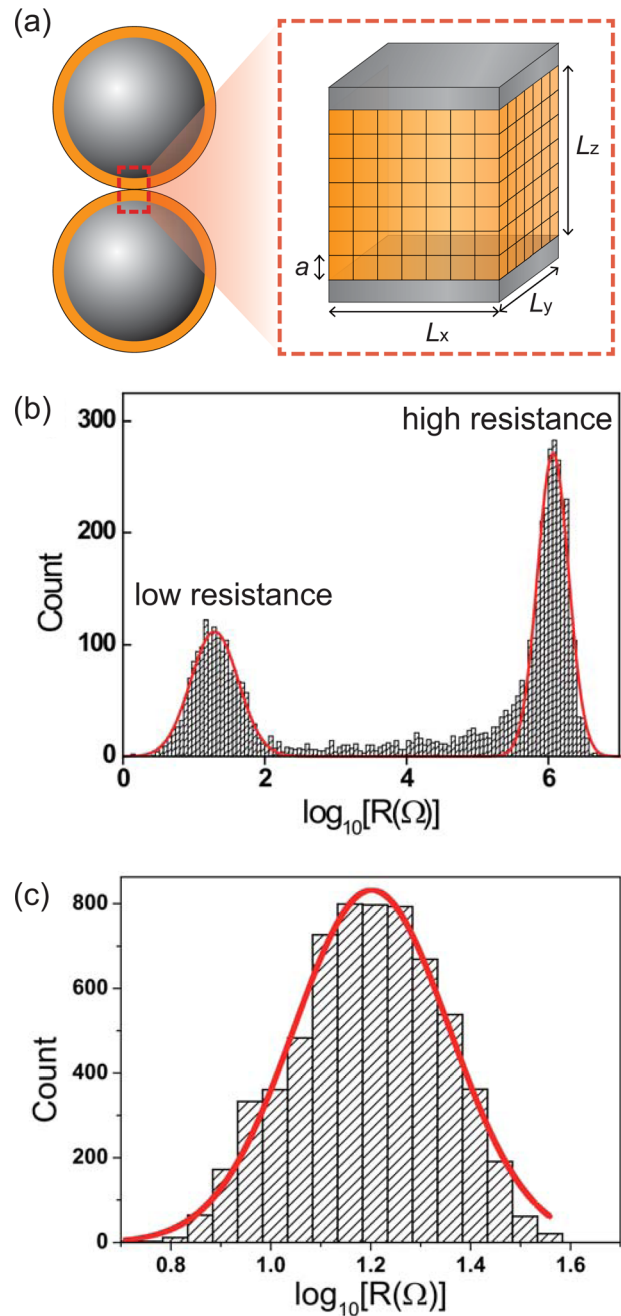 (a)
Lz
a
Ly
Lx
(b)
300
high resistance
200
Count
low resistance
100
0
0 2 4 6
log10[R(Ω)]
(c)
800
600
Count
400
200
0
0.8 1.0 1.2 1.4 1.6
log10[R(Ω)]